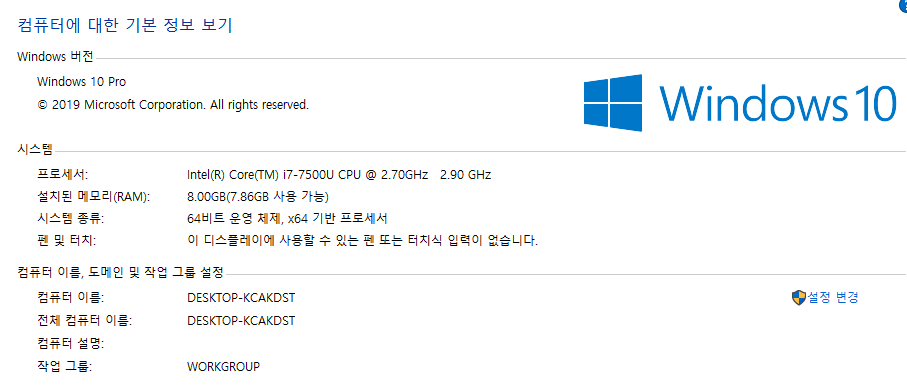 컴퓨터에 대한 기본 정보 보기
Windows 버전
Windows 10 Pro
© 2019 Microsoft Corporation. All rights reserved.
Windows 10
시스템
프로세서: Intel(R) Core(TM) i7-7500U CPU @ 2.70GHz 2.90 GHz
설치된 메모리(RAM): 8.00GB(7.86GB 사용 가능)
시스템 종류: 64비트 운영 체제, x64 기반 프로세서
펜 및 터치: 이 디스플레이에 사용할 수 있는 펜 또는 터치식 입력이 없습니다.
컴퓨터 이름, 도메인 및 작업 그룹 설정
컴퓨터 이름: DESKTOP-KCAKDST 설정 변경
전체 컴퓨터 이름: DESKTOP-KCAKDST
컴퓨터 설명:
작업 그룹: WORKGROUP